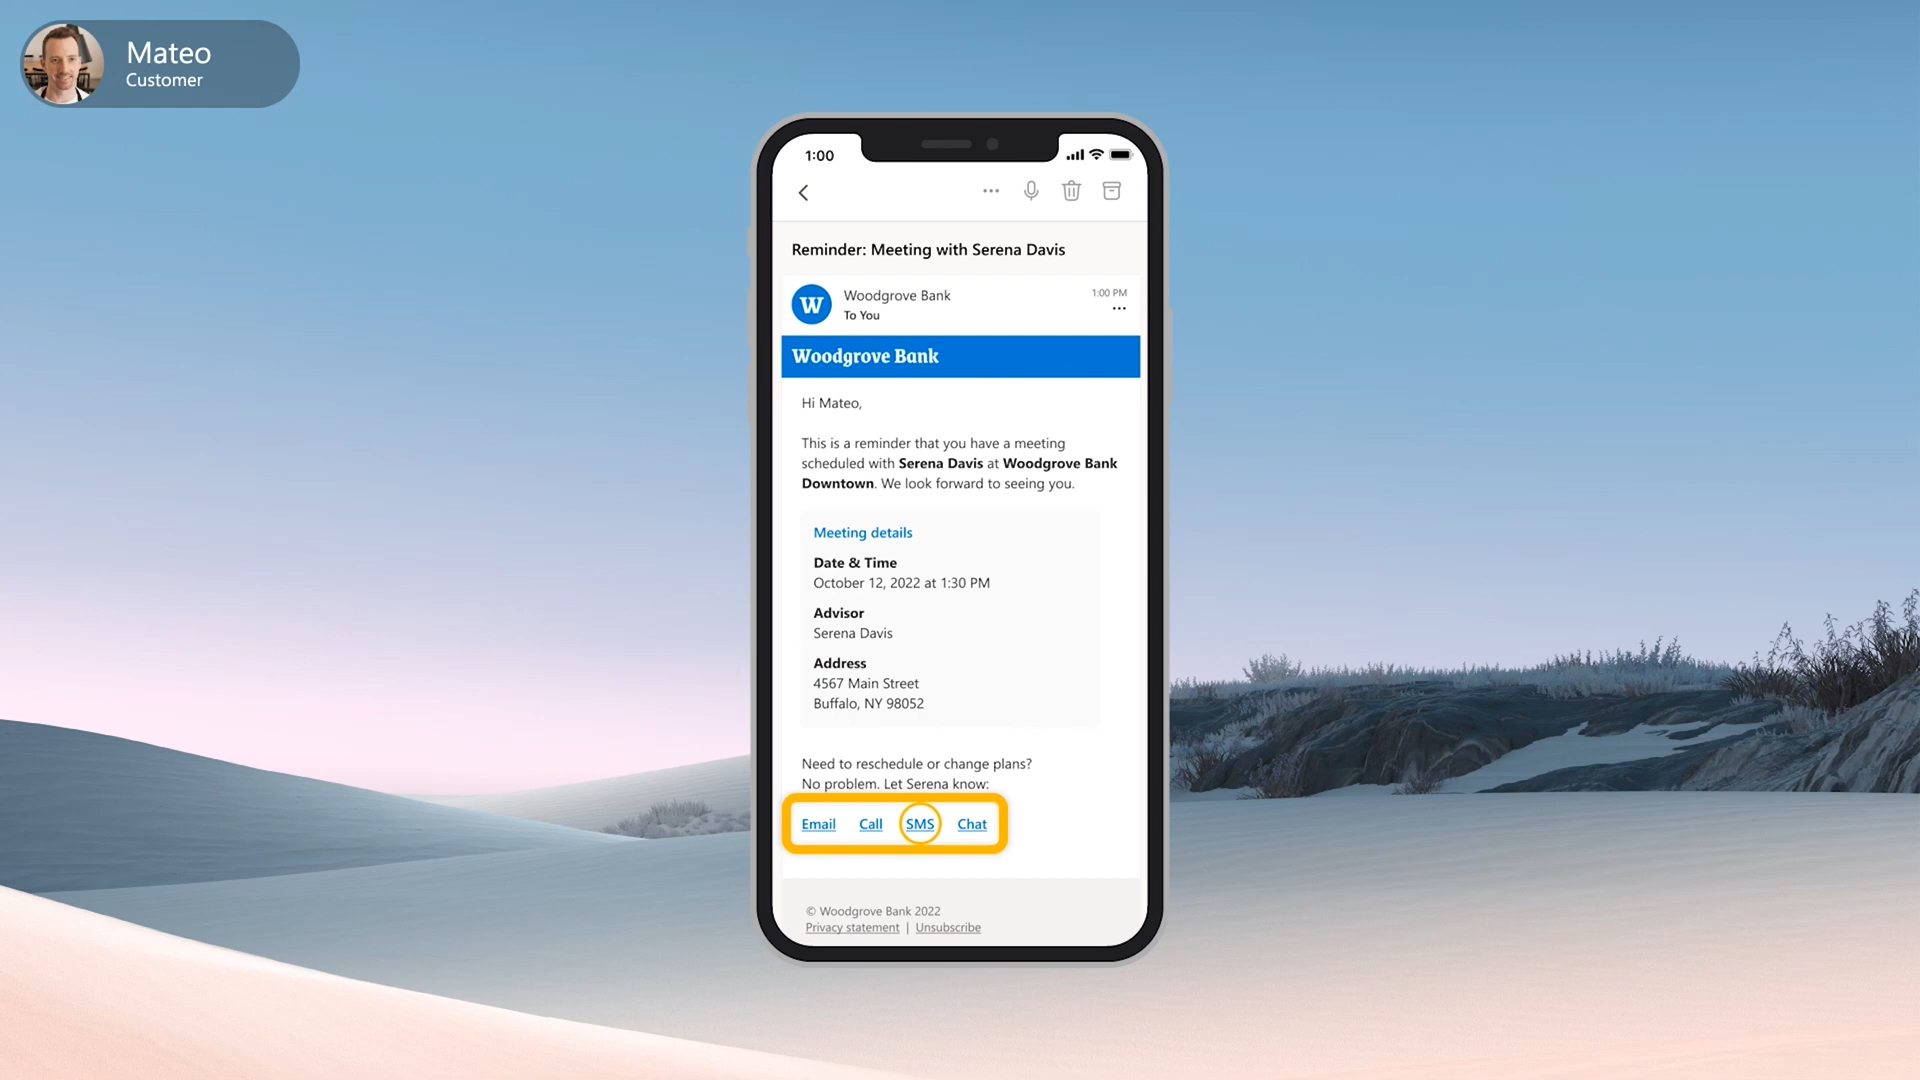 Mateo
Customer
1:00
Reminder: Meeting with Serena Davis
W
Woodgrove Bank
1:00 PM
To You
Woodgrove Bank
Hi Mateo,
This is a reminder that you have a meeting
scheduled with Serena Davis at Woodgrove Bank
Downtown. We look forward to seeing you.
Meeting details
Date & Time
October 12, 2022 at 1:30 PM
Advisor
Serena Davis
Address
4567 Main Street
Buffalo, NY 98052
Need to reschedule or change plans?
No problem. Let Serena know:
Email Call SMS Chat
© Woodgrove Bank 2022
Privacy statement | Unsubscribe